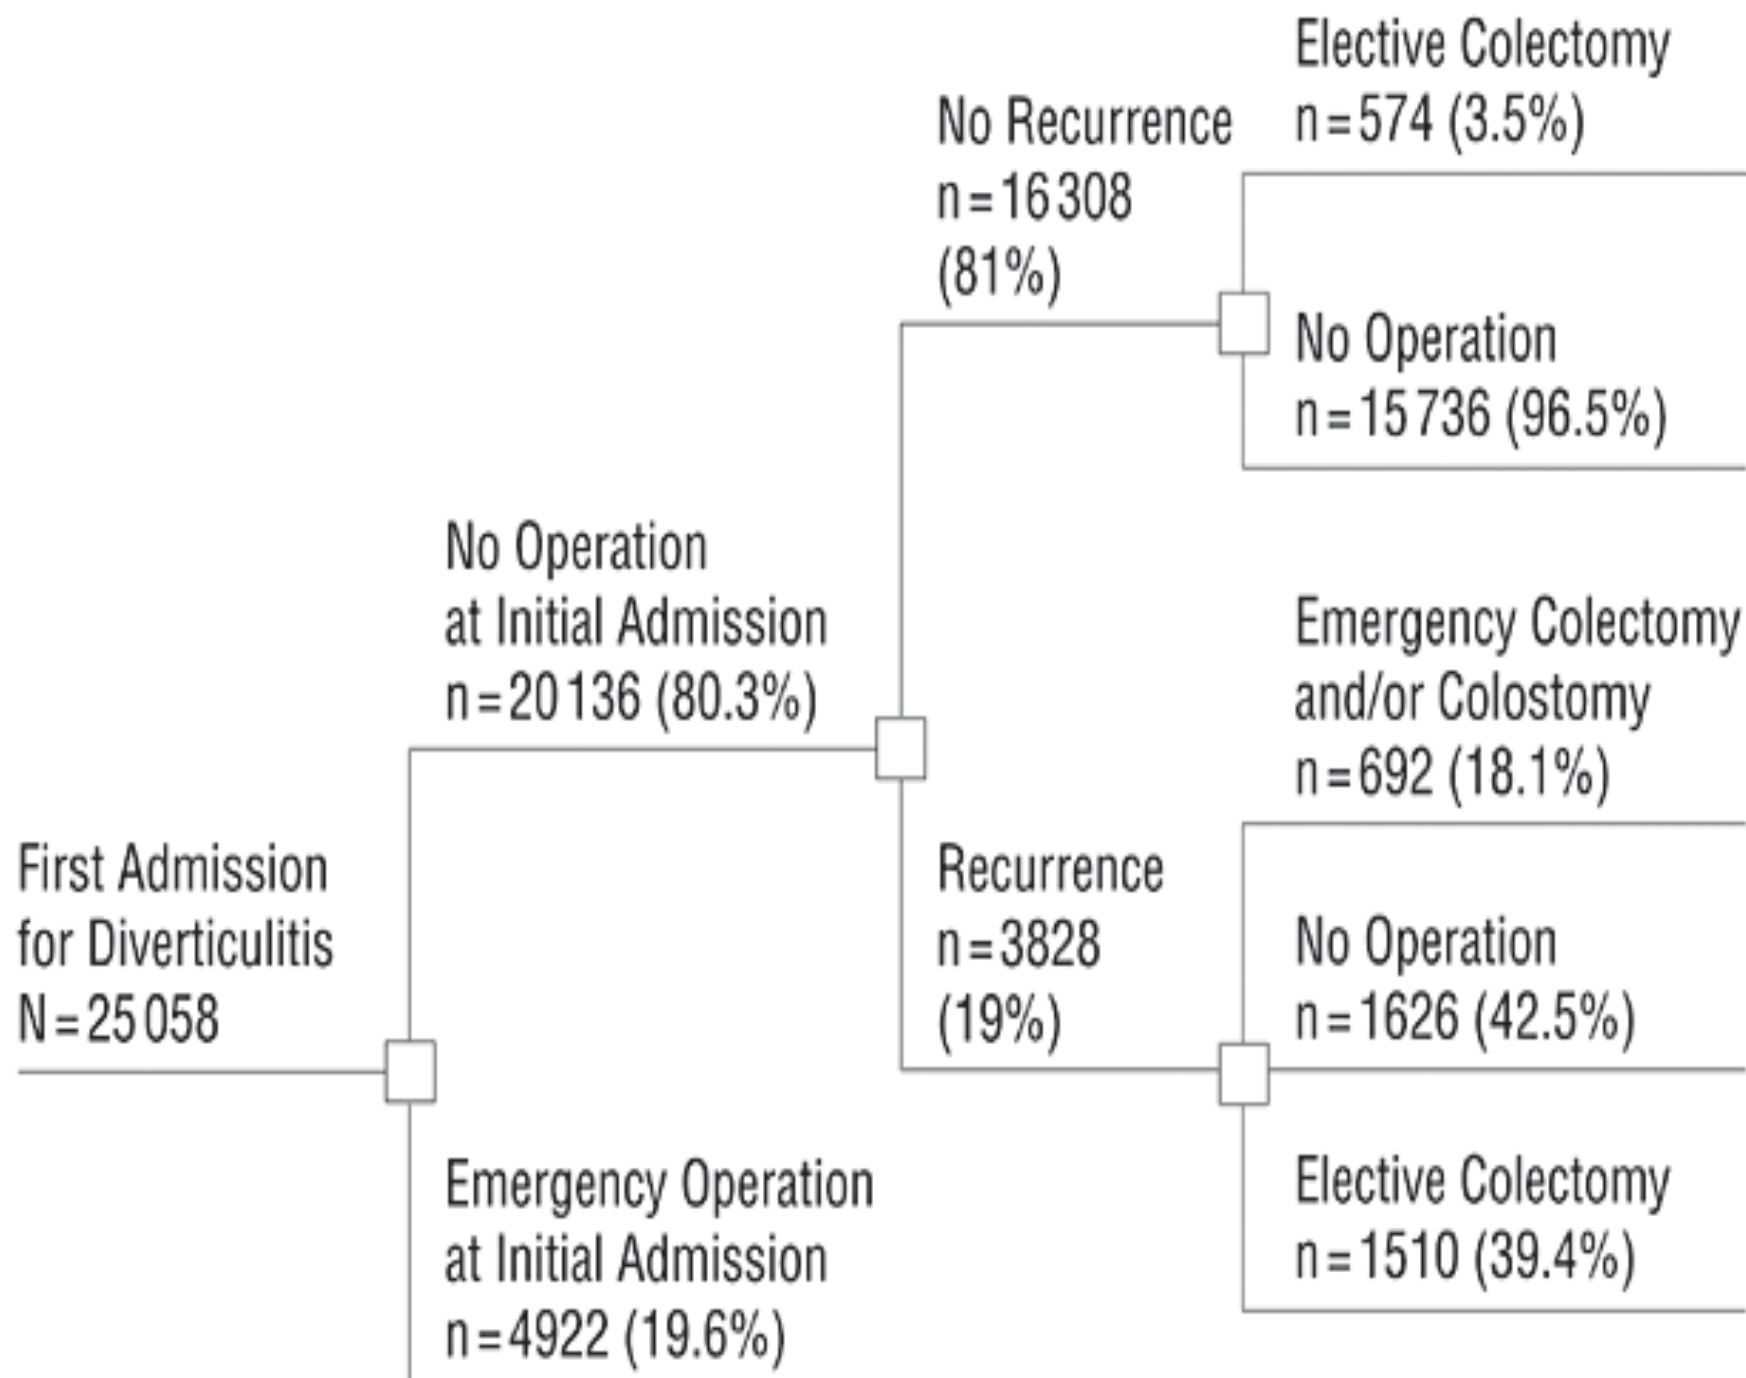 First Admission
for Diverticulitis
N=25 058
No Operation
at Initial Admission
n=20 136 (80.3%)
Emergency Operation
at Initial Admission
n=4922 (19.6%)
No Recurrence
n=16 308
(81%)
Recurrence
n=3828
(19%)
Elective Colectomy
n=574 (3.5%)
No Operation
n=15 736 (96.5%)
Emergency Colectomy
and/or Colostomy
n=692 (18.1%)
No Operation
n=1626 (42.5%)
Elective Colectomy
n=1510 (39.4%)